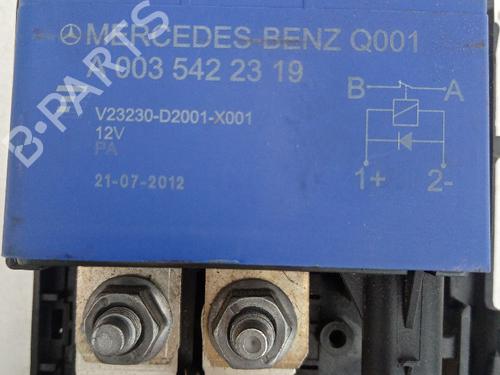 MERCEDES-BENZ Q001
A 003 542 23 19
B A
V23230-D2001-X001
12V
PA
1+ 2-
21-07-2012
B-PARTS